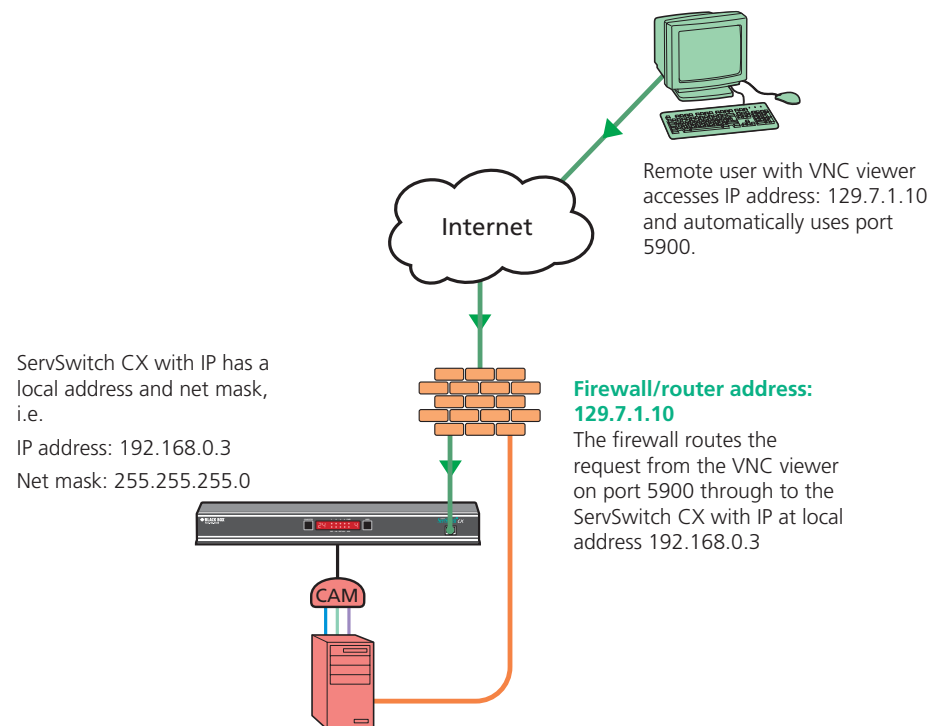 Remote user with VNC viewer
accesses IP address: 129.7.1.10
and automatically uses port
5900.
Internet
ServSwitch CX with IP has a
local address and net mask,
i.e.
IP address: 192.168.0.3
Net mask: 255.255.255.0
Firewall/router address:
129.7.1.10
The firewall routes the
request from the VNC viewer
on port 5900 through to the
ServSwitch CX with IP at local
address 192.168.0.3
BLACK BOX
CAM